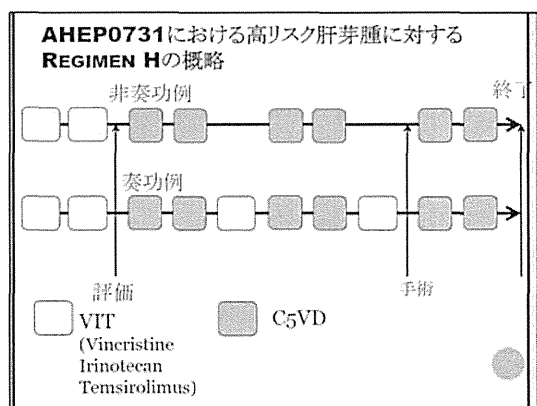 AHEP0731における高リスク肝芽腫に対する
REGIMEN Hの概略
非奏功例
終了
奏功例
評価
手術
VIT
(Vincristine
Irinotecan
Temsirolimus)
C5VD